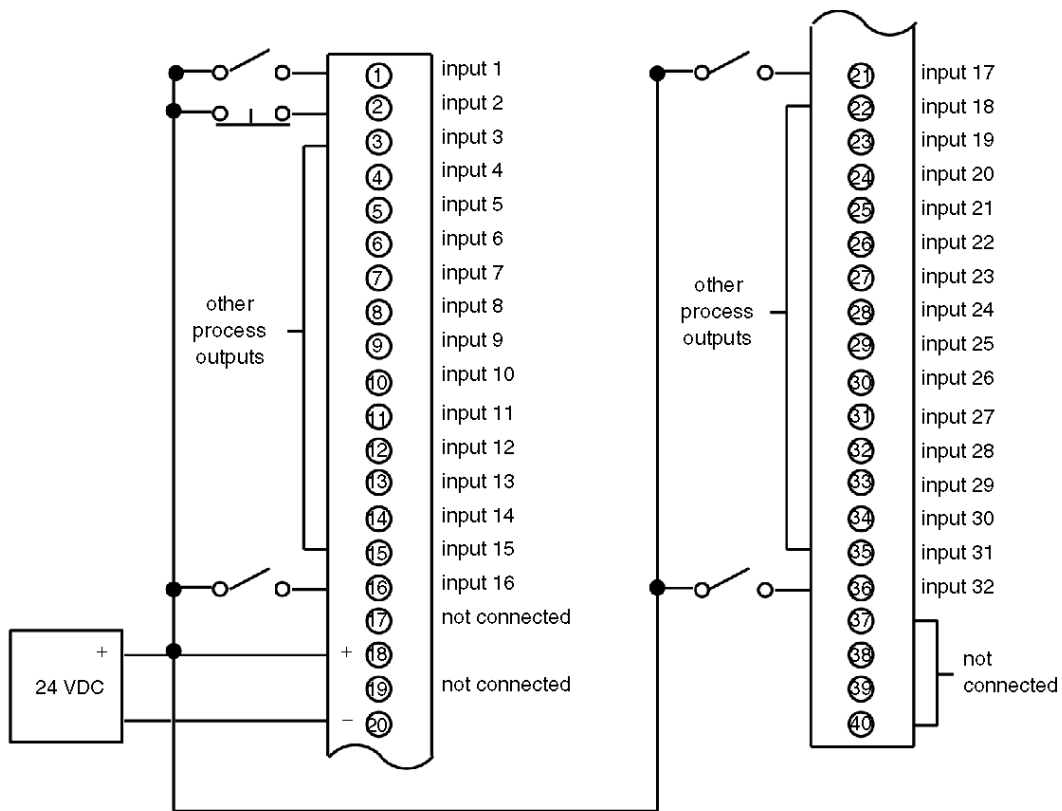 1 input 1
2 input 2
3 input 3
4 input 4
5 input 5
6 input 6
7 input 7
8 input 8
9 input 9
10 input 10
11 input 11
12 input 12
13 input 13
14 input 14
15 input 15
16 input 16
17 not connected
+ 18
19 not connected
− 20
other
process
outputs
+
24 VDC
21 input 17
22 input 18
23 input 19
24 input 20
25 input 21
26 input 22
27 input 23
28 input 24
29 input 25
30 input 26
31 input 27
32 input 28
33 input 29
34 input 30
35 input 31
36 input 32
37
38
39
40
other
process
outputs
not
connected